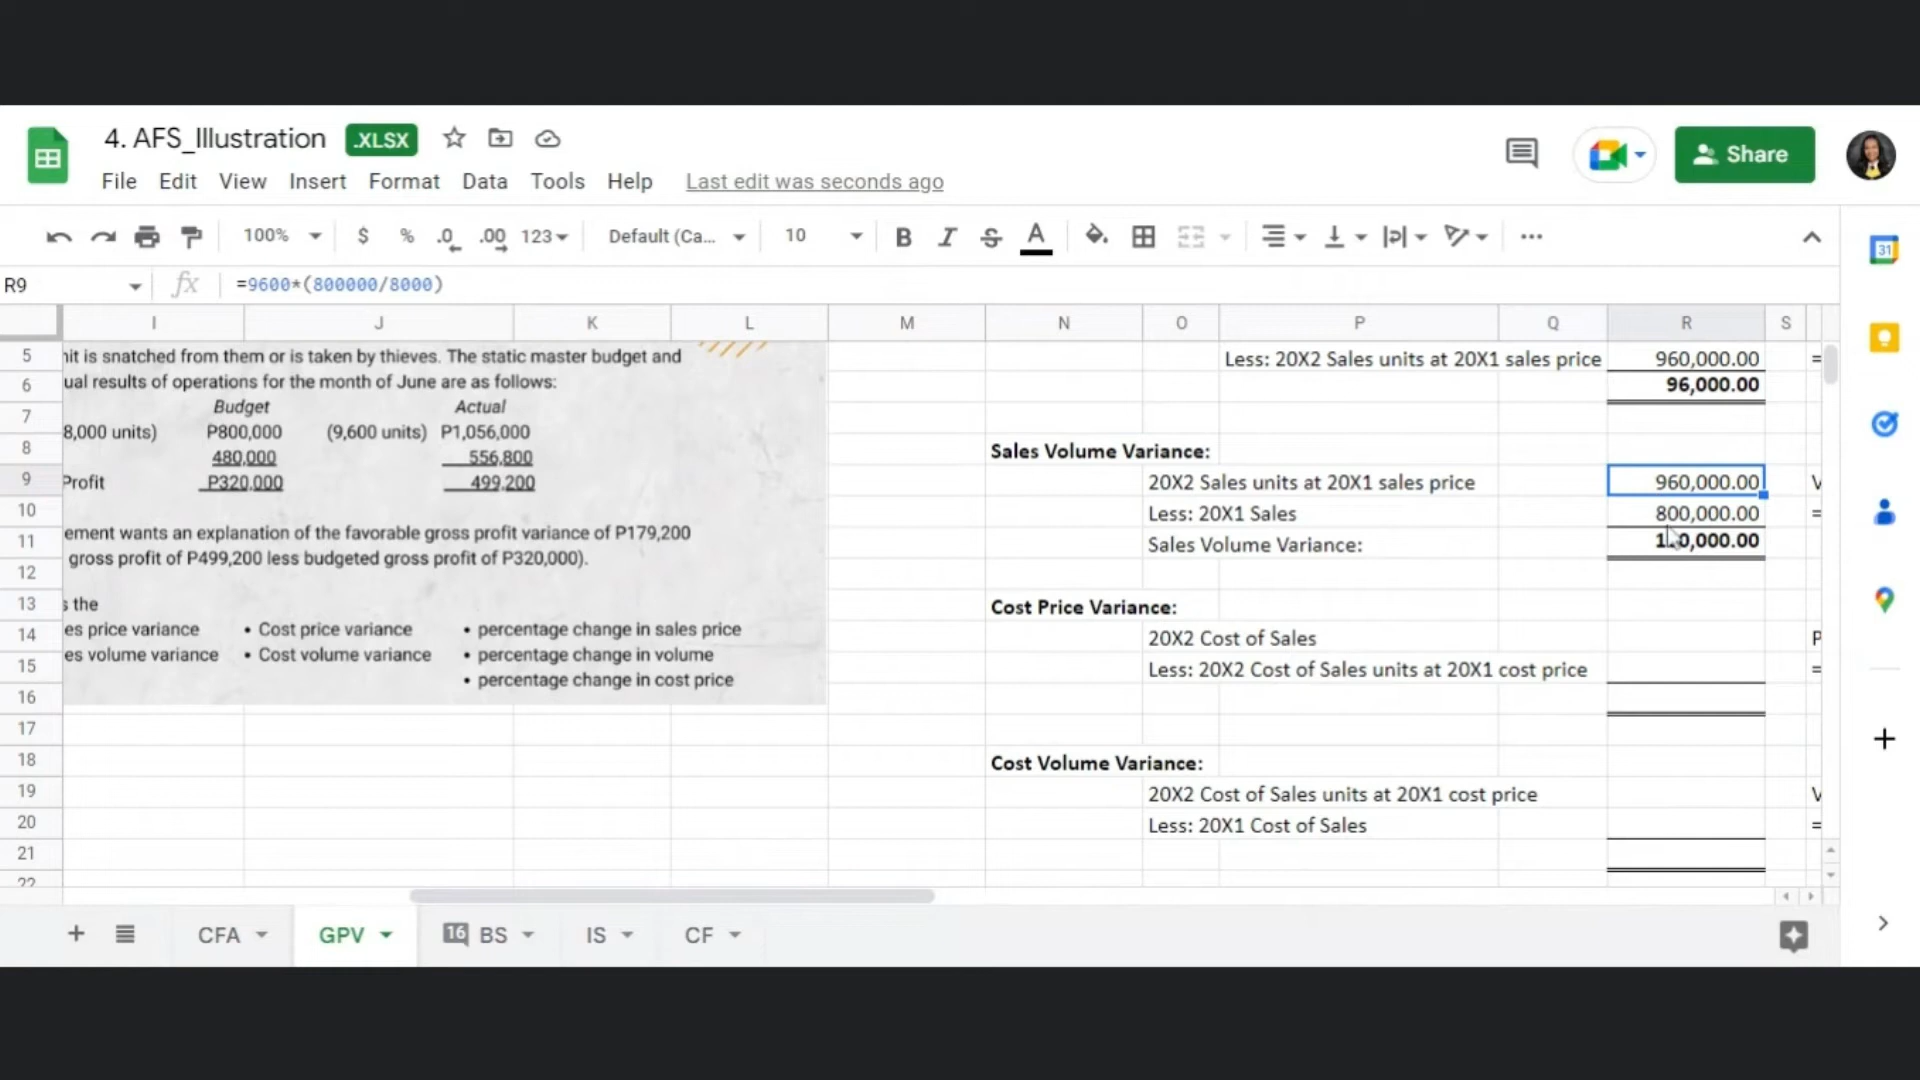 4. AFS_Illustration .XLSX
File Edit View Insert Format Data Tools Help Last edit was seconds ago
Share
100% $ % .0 .00 123 Default (Ca... 10 B I S A
31
R9 fx =9600*(800000/8000)
I J K L M N O P Q R S
5 nit is snatched from them or is taken by thieves. The static master budget and Less: 20X2 Sales units at 20X1 sales price 960,000.00 =
6 ual results of operations for the month of June are as follows: 96,000.00
7 Budget Actual
8 8,000 units) P800,000 (9,600 units) P1,056,000 Sales Volume Variance:
480,000 556,800
9 Profit P320,000 499,200 20X2 Sales units at 20X1 sales price 960,000.00 V
10 Less: 20X1 Sales 800,000.00 =
11 ement wants an explanation of the favorable gross profit variance of P179,200 Sales Volume Variance:
12 gross profit of P499,200 less budgeted gross profit of P320,000).
13 s the Cost Price Variance:
14 es price variance • Cost price variance • percentage change in sales price 20X2 Cost of Sales P
15 es volume variance • Cost volume variance • percentage change in volume Less: 20X2 Cost of Sales units at 20X1 cost price =
16 • percentage change in cost price
17
18 Cost Volume Variance:
19 20X2 Cost of Sales units at 20X1 cost price V
20 Less: 20X1 Cost of Sales =
21
22
+ CFA GPV 16 BS IS CF